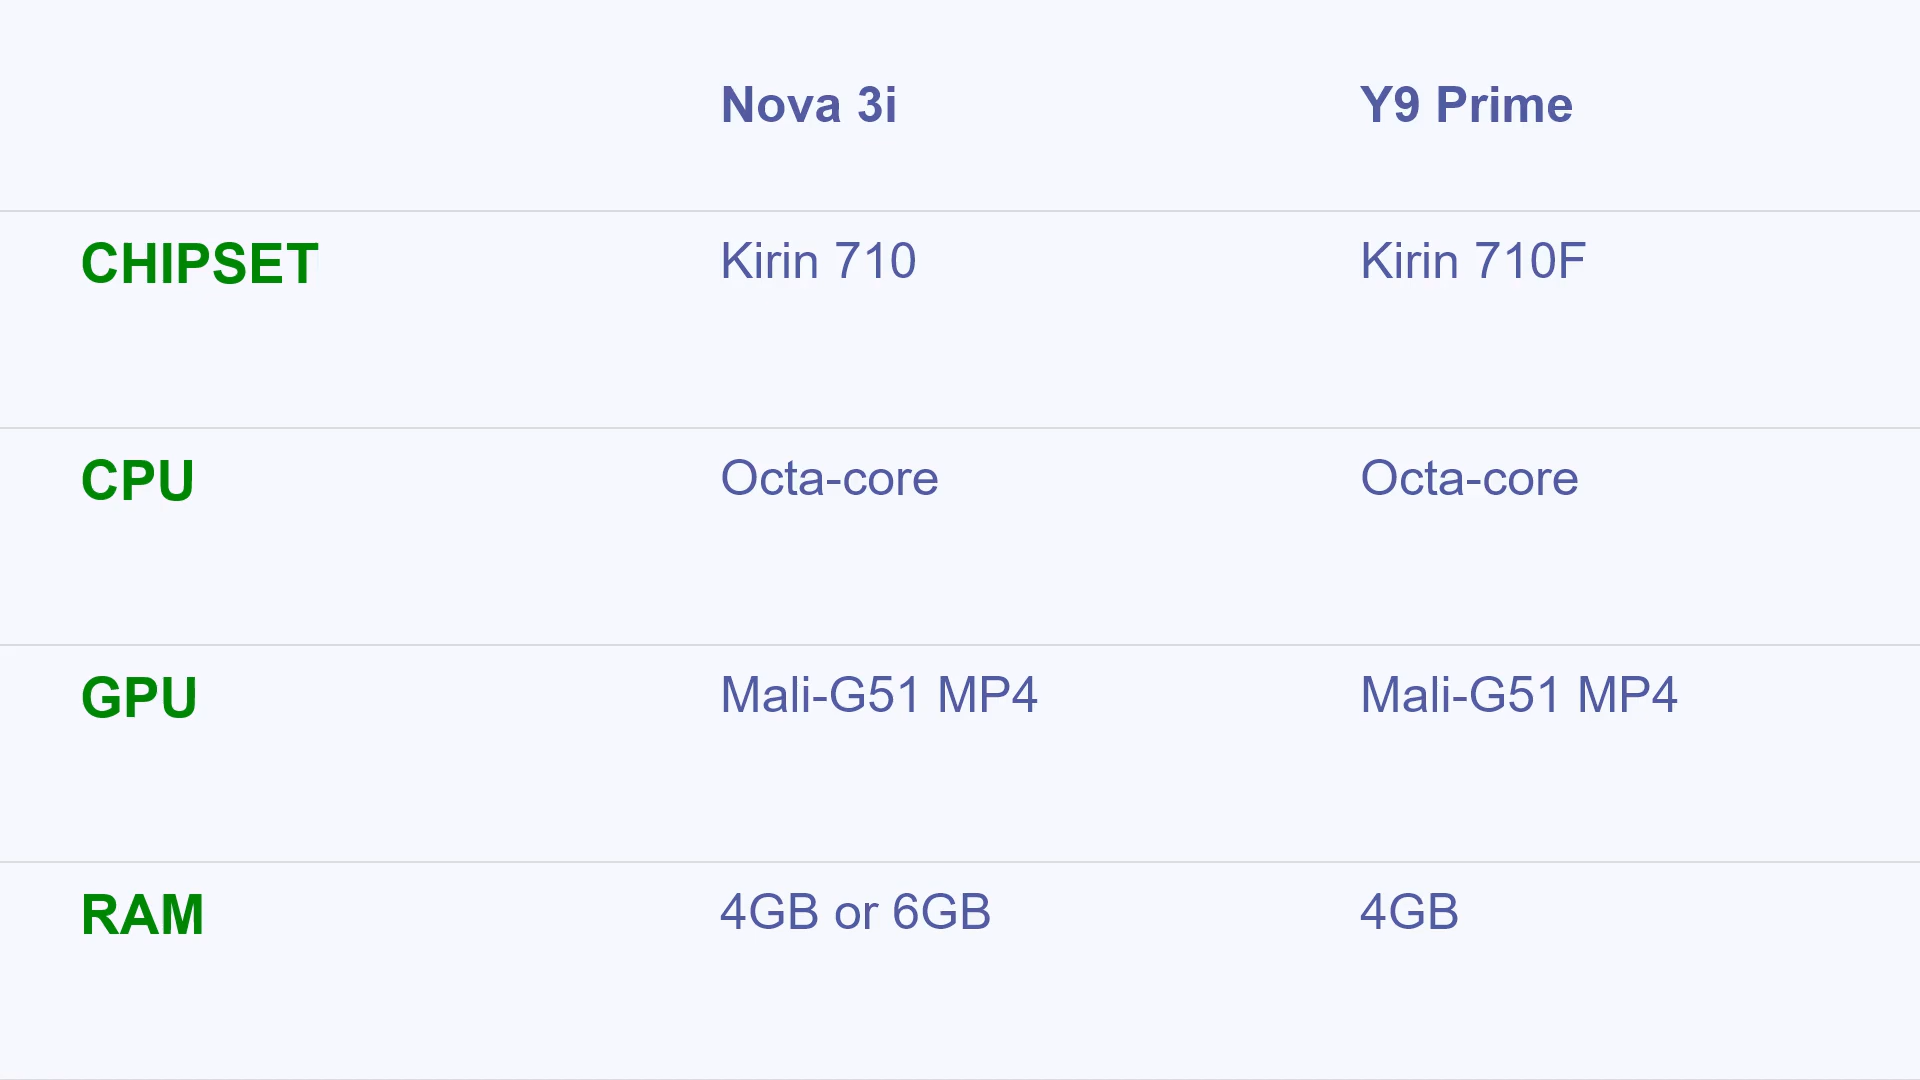 Nova 3i Y9 Prime
CHIPSET Kirin 710 Kirin 710F
CPU Octa-core Octa-core
GPU Mali-G51 MP4 Mali-G51 MP4
RAM 4GB or 6GB 4GB